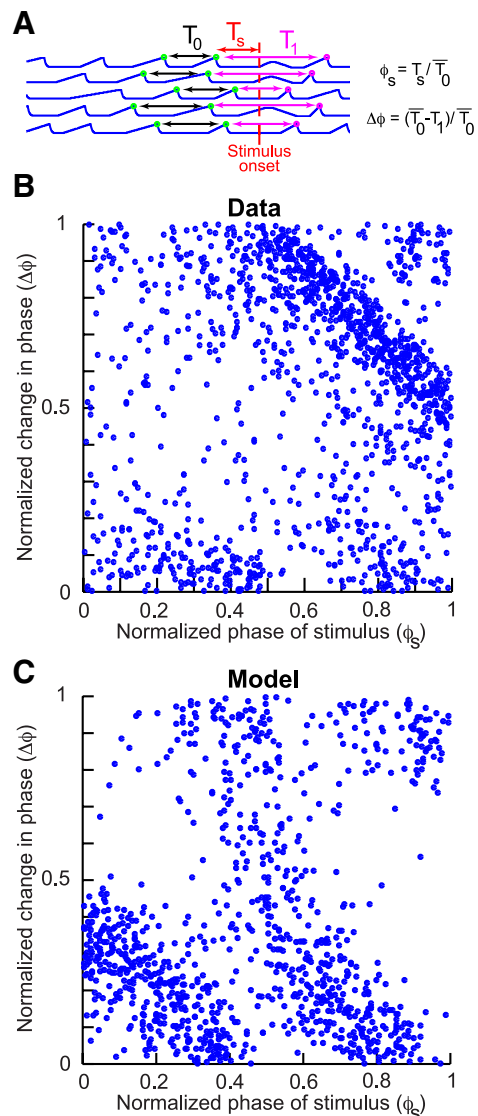 A
T0 Ts T1
ϕs = Ts/T̅0
Δϕ = (T̅0-T1)/T̅0
Stimulus
onset
B
Data
1
0.5
0
0 0.2 0.4 0.6 0.8 1
Normalized change in phase (Δϕ)
Normalized phase of stimulus (ϕs)
C
Model
1
0.5
0
0 0.2 0.4 0.6 0.8 1
Normalized change in phase (Δϕ)
Normalized phase of stimulus (ϕs)